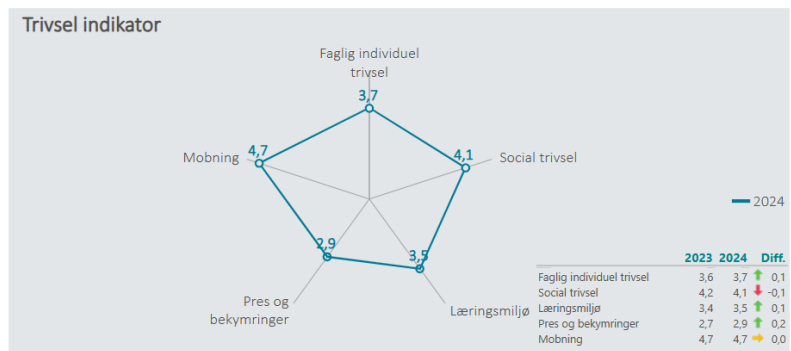 Trivsel indikator
Faglig individuel
trivsel
3,7
Mobning
4,7
4,1
Social trivsel
2024
2,9
3,5
Pres og
bekymringer
Læringsmiljø
2023 2024 Diff.
Faglig individuel trivsel 3,6 3,7 0,1
Social trivsel 4,2 4,1 -0,1
Læringsmiljø 3,4 3,5 0,1
Pres og bekymringer 2,7 2,9 0,2
Mobning 4,7 4,7 0,0